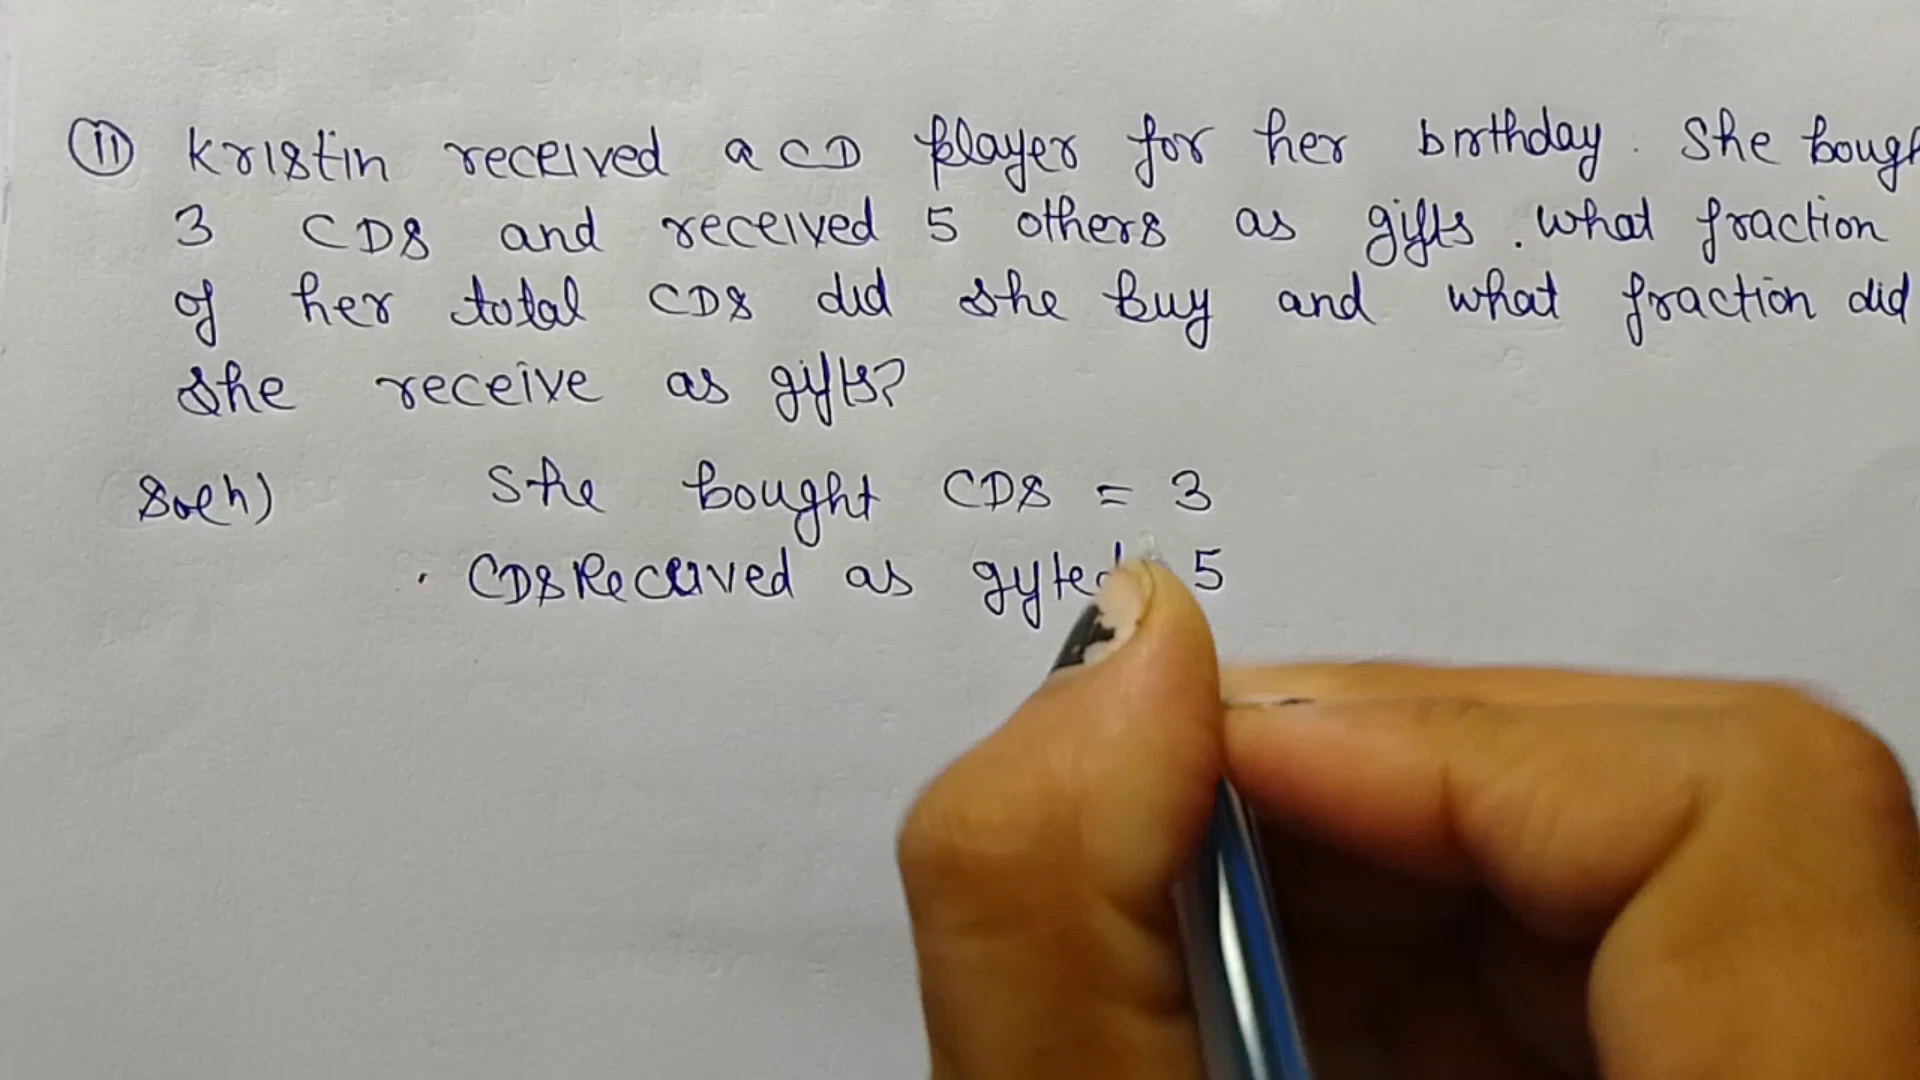 11 Kristin received a CD player for her birthday. She bough
3 CDs and received 5 others as gifts. what fraction
of her total CDs did she buy and what fraction did
she receive as gifts?
Soln) She bought CDs = 3
CDs Received as gifted 5